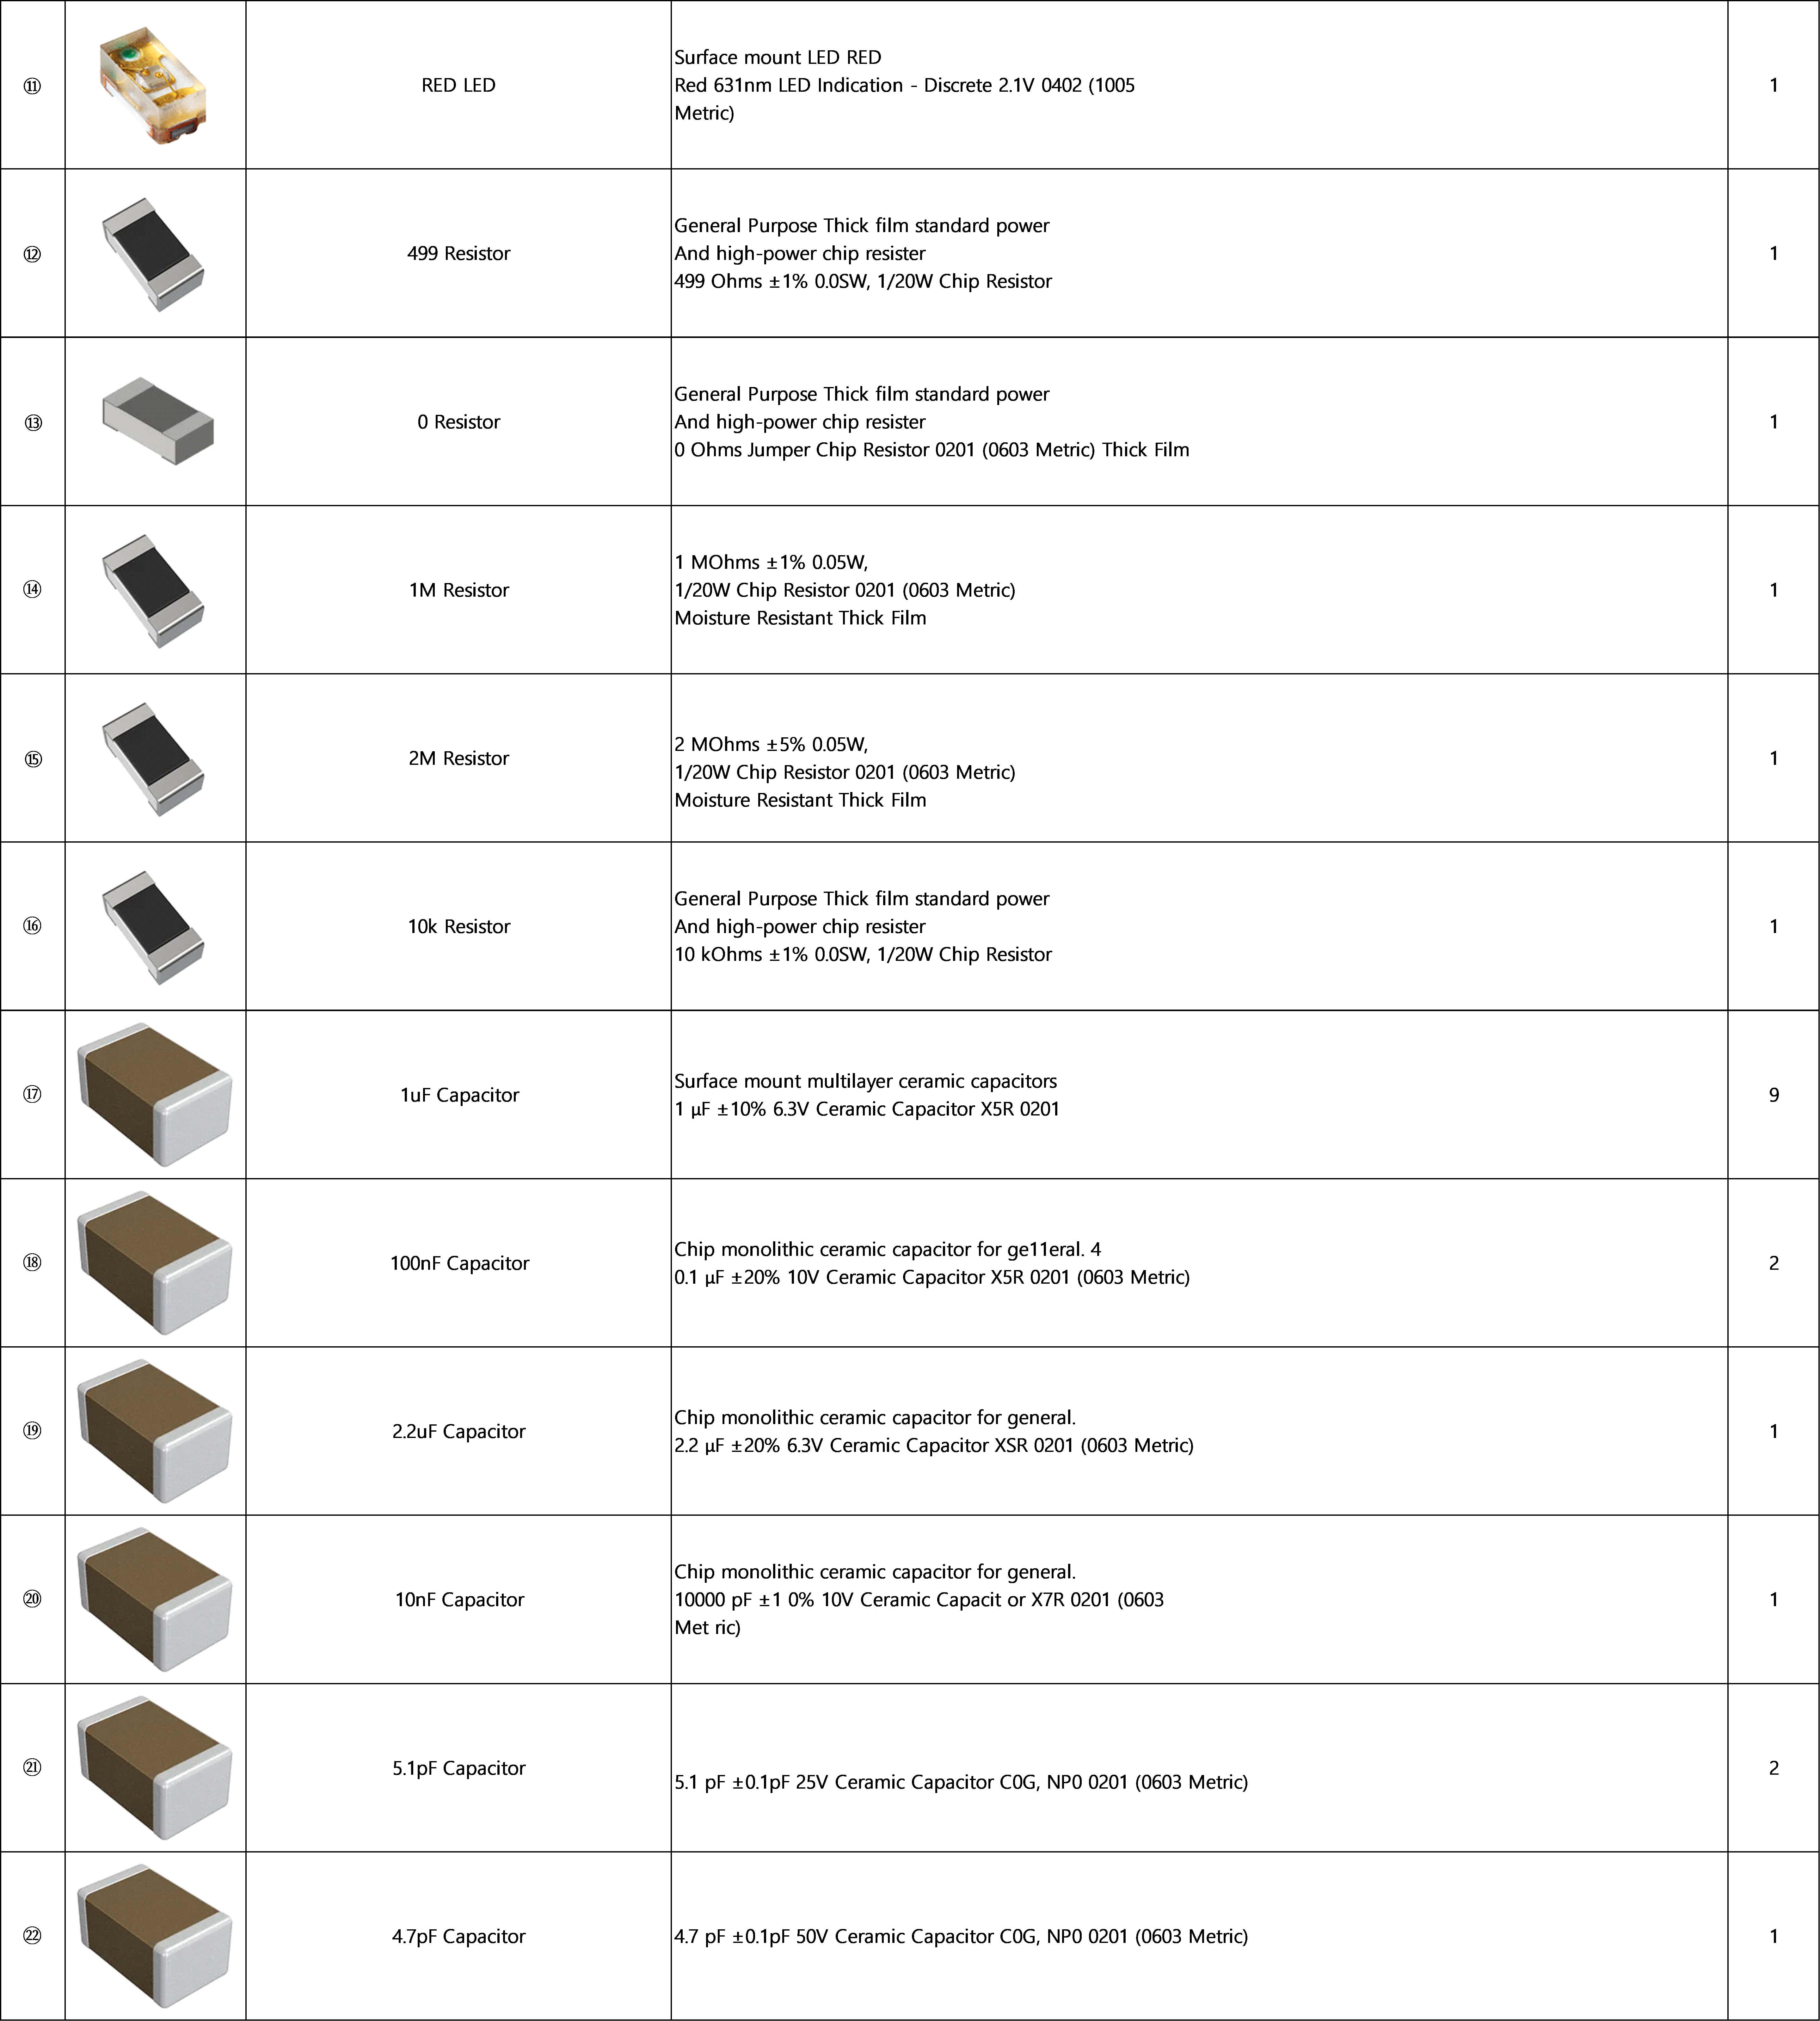 ⑪
RED LED
Surface mount LED RED
Red 631nm LED Indication - Discrete 2.1V 0402 (1005
Metric)
1
⑫
499 Resistor
General Purpose Thick film standard power
And high-power chip resister
499 Ohms ±1% 0.0SW, 1/20W Chip Resistor
1
⑬
0 Resistor
General Purpose Thick film standard power
And high-power chip resister
0 Ohms Jumper Chip Resistor 0201 (0603 Metric) Thick Film
1
⑭
1M Resistor
1 MOhms ±1% 0.05W,
1/20W Chip Resistor 0201 (0603 Metric)
Moisture Resistant Thick Film
1
⑮
2M Resistor
2 MOhms ±5% 0.05W,
1/20W Chip Resistor 0201 (0603 Metric)
Moisture Resistant Thick Film
1
⑯
10k Resistor
General Purpose Thick film standard power
And high-power chip resister
10 kOhms ±1% 0.0SW, 1/20W Chip Resistor
1
⑰
1uF Capacitor
Surface mount multilayer ceramic capacitors
1 µF ±10% 6.3V Ceramic Capacitor X5R 0201
9
⑱
100nF Capacitor
Chip monolithic ceramic capacitor for ge11eral. 4
0.1 µF ±20% 10V Ceramic Capacitor X5R 0201 (0603 Metric)
2
⑲
2.2uF Capacitor
Chip monolithic ceramic capacitor for general.
2.2 µF ±20% 6.3V Ceramic Capacitor XSR 0201 (0603 Metric)
1
⑳
10nF Capacitor
Chip monolithic ceramic capacitor for general.
10000 pF ±1 0% 10V Ceramic Capacit or X7R 0201 (0603
Met ric)
1
㉑
5.1pF Capacitor
5.1 pF ±0.1pF 25V Ceramic Capacitor C0G, NP0 0201 (0603 Metric)
2
㉒
4.7pF Capacitor
4.7 pF ±0.1pF 50V Ceramic Capacitor C0G, NP0 0201 (0603 Metric)
1